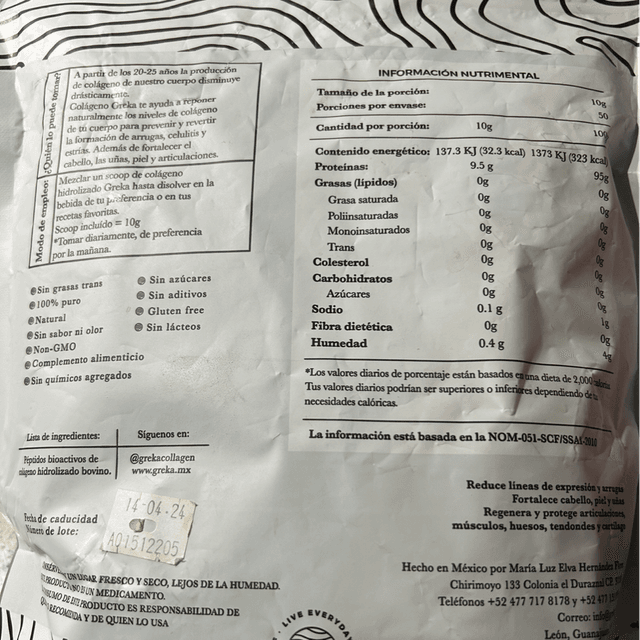 ¿Quién lo puede tomar?
A partir de los 20-25 años la producción
de colágeno de nuestro cuerpo disminuye
drásticamente.
Colágeno Greka te ayuda a reponer
naturalmente los niveles de colágeno
de tu cuerpo para prevenir y revertir
la formación de arrugas, celulitis y
estrías. Además de fortalecer el
cabello, las uñas, piel y articulaciones.
Modo de empleo:
Mezclar un scoop de colágeno
hidrolizado Greka hasta disolver en la
bebida de tu preferencia o en tus
recetas favoritas.
Scoop incluido = 10g
*Tomar diariamente, de preferencia
por la mañana.
Sin grasas trans
100% puro
Natural
Sin sabor ni olor
Non-GMO
Complemento alimenticio
Sin químicos agregados
Sin azúcares
Sin aditivos
Gluten free
Sin lácteos
Lista de ingredientes:
Péptidos bioactivos de
colágeno hidrolizado bovino.
Síguenos en:
@grekacollagen
www.greka.mx
Fecha de caducidad
Número de lote:
14-04-24
A01512205
UN LUGAR FRESCO Y SECO, LEJOS DE LA HUMEDAD.
NO ES UN MEDICAMENTO.
DE ESTE PRODUCTO ES RESPONSABILIDAD DE
RECOMIENDA Y DE QUIEN LO USA
INFORMACIÓN NUTRIMENTAL
Tamaño de la porción: 10g
Porciones por envase: 50
Cantidad por porción: 10g 100
Contenido energético: 137.3 KJ (32.3 kcal) 1373 KJ (323 kcal)
Proteínas: 9.5 g 95g
Grasas (lípidos) 0g 0g
Grasa saturada 0g 0g
Poliinsaturadas 0g 0g
Monoinsaturados 0g 0g
Trans 0g 0g
Colesterol 0g 0g
Carbohidratos 0g 0g
Azúcares 0g 0g
Sodio 0.1 g 1g
Fibra dietética 0g 0g
Humedad 0.4 g 4g
*Los valores diarios de porcentaje están basados en una dieta de 2,000
Tus valores diarios podrían ser superiores o inferiores dependiendo de
necesidades calóricas.
La información está basada en la NOM-051-SCF/SSA1-2010
Reduce líneas de expresión y arrugas
Fortalece cabello, piel y uñas
Regenera y protege articulaciones,
músculos, huesos, tendondes y cartílago
Hecho en México por María Luz Elva Hernández
Chirimoyo 133 Colonia el Durazno
Teléfonos +52 477 717 8178 y +52 477
Correo:
León,
LIVE EVERYDAY